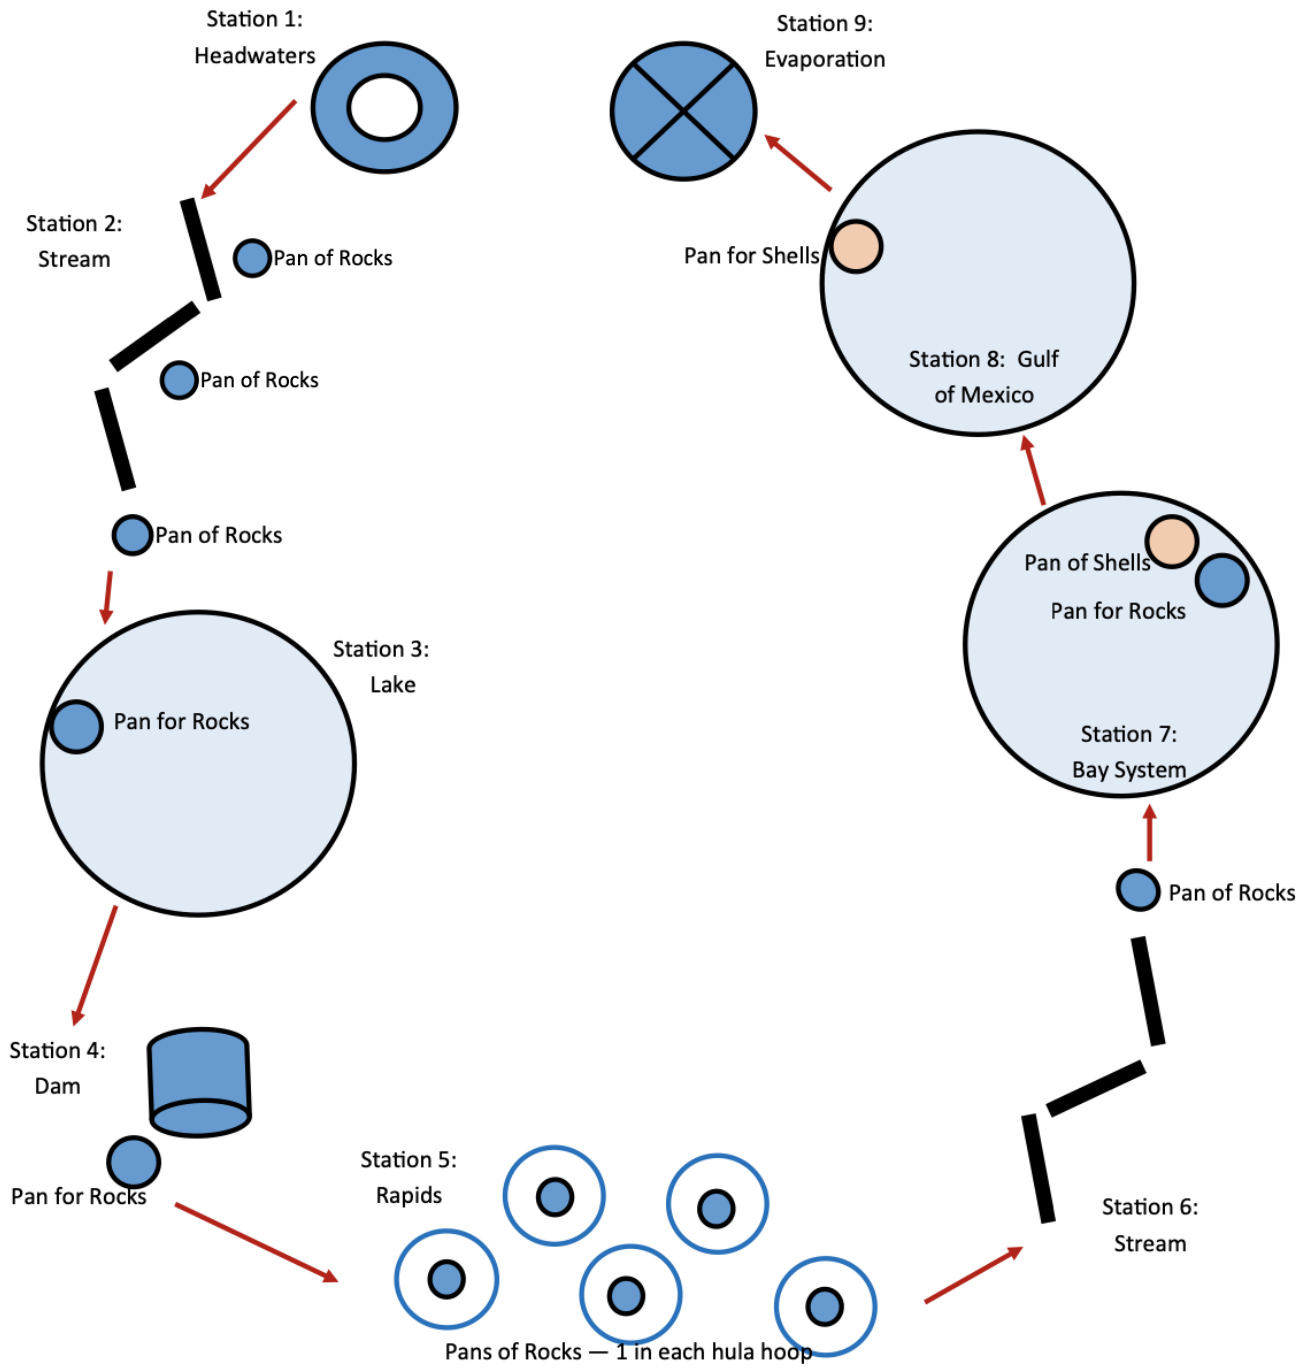 Station 1:
Headwaters
Station 2:
Stream
Pan of Rocks
Pan of Rocks
Pan of Rocks
Station 3:
Lake
Pan for Rocks
Station 4:
Dam
Pan for Rocks
Station 5:
Rapids
Pans of Rocks — 1 in each hula hoop
Station 6:
Stream
Pan of Rocks
Station 7:
Bay System
Pan of Shells
Pan for Rocks
Station 8:  Gulf
of Mexico
Pan for Shells
Station 9:
Evaporation